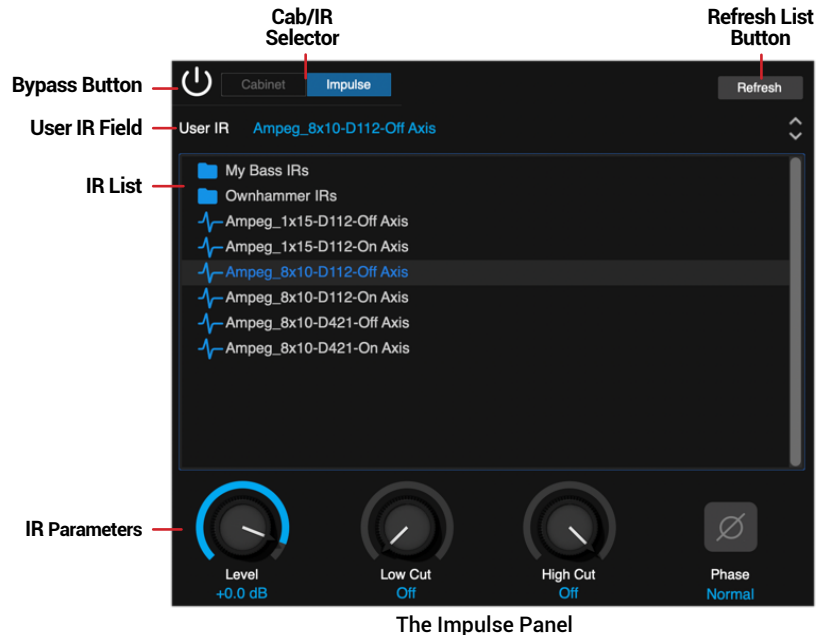 Cab/IR
Selector
Refresh List
Button
Bypass Button
Cabinet
Impulse
Refresh
User IR Field
User IR
Ampeg_8x10-D112-Off Axis
IR List
My Bass IRs
Ownhammer IRs
Ampeg_1x15-D112-Off Axis
Ampeg_1x15-D112-On Axis
Ampeg_8x10-D112-Off Axis
Ampeg_8x10-D112-On Axis
Ampeg_8x10-D421-Off Axis
Ampeg_8x10-D421-On Axis
IR Parameters
Level
Low Cut
High Cut
Phase
+0.0 dB
Off
Off
Normal
The Impulse Panel